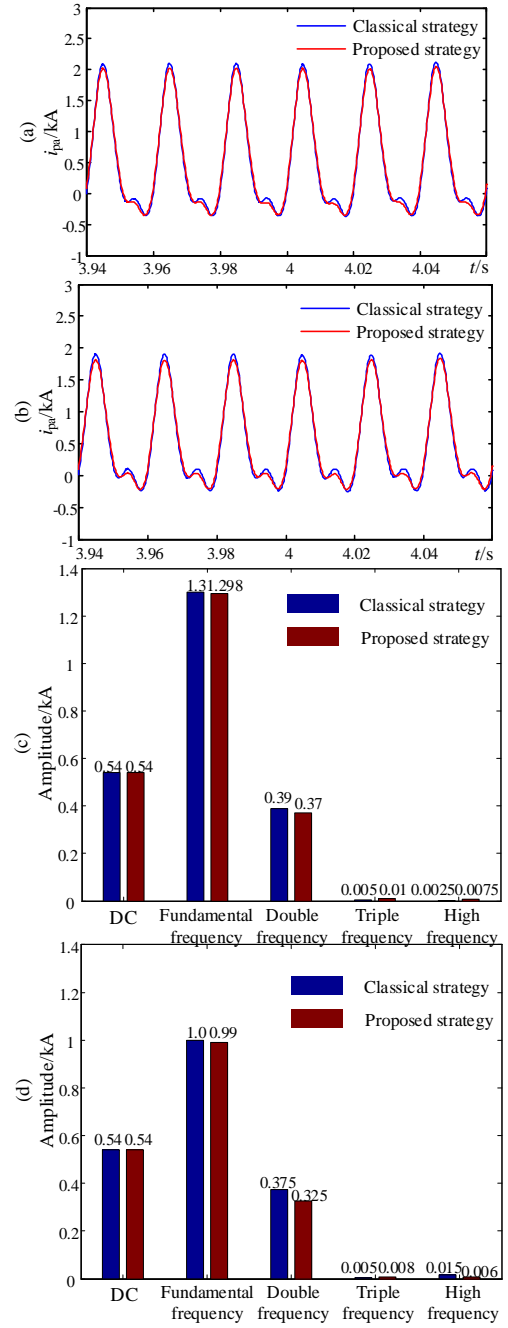 3
2.5
2
1.5
1
0.5
0
-0.5
-1
(a)
i_pa/kA
Classical strategy
Proposed strategy
3.94 3.96 3.98 4 4.02 4.04 t/s
3
2.5
2
1.5
1
0.5
0
-0.5
-1
(b)
i_pa/kA
Classical strategy
Proposed strategy
3.94 3.96 3.98 4 4.02 4.04 t/s
1.4
1.2
1
0.8
0.6
0.4
0.2
0
(c)
Amplitude/kA
Classical strategy
Proposed strategy
0.54 0.54
1.3 1.298
0.39 0.37
0.005 0.01
0.0025 0.0075
DC Fundamental Double Triple High
frequency frequency frequency frequency
1.4
1.2
1
0.8
0.6
0.4
0.2
0
(d)
Amplitude/kA
Classical strategy
Proposed strategy
0.54 0.54
1.0 0.99
0.375 0.325
0.005 0.008
0.015 0.006
DC Fundamental Double Triple High
frequency frequency frequency frequency